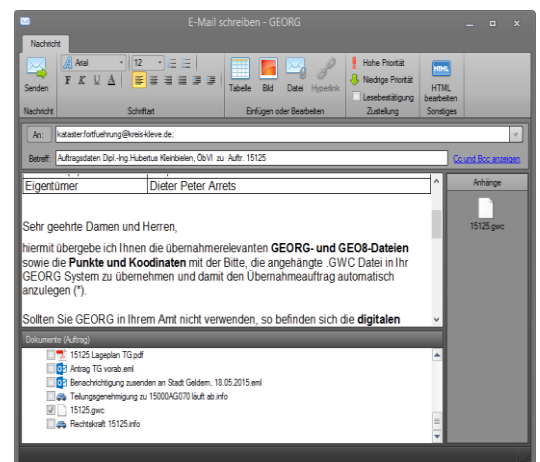 E-Mail schreiben - GEORG
Nachricht
Senden
Arial
12
F K U A
Tabelle
Bild
Datei
Hyperlink
Hohe Priorität
Niedrige Priorität
Lesebestätigung
HTML
HTML bearbeiten
Nachricht
Schriftart
Einfügen oder Bearbeiten
Zustellung
Sonstiges
An:
katasterfortfuehrung@kreis-kleve.de;
Betreff:
Auftragsdaten Dipl.-Ing.Hubertus Kleinbielen, ÖbVI zu Auftr. 15125
Cc und Bcc anzeigen
Eigentümer
Dieter Peter Arrets
Anhänge
15125.gwc
Sehr geehrte Damen und Herren,
hiermit übergebe ich Ihnen die übernahmerelevanten GEORG- und GEO8-Dateien
sowie die Punkte und Koodinaten mit der Bitte, die angehängte .GWC Datei in Ihr
GEORG System zu übernehmen und damit den Übernahmeauftrag automatisch
anzulegen (*).
Sollten Sie GEORG in Ihrem Amt nicht verwenden, so befinden sich die digitalen
Dokumente (Auftrag)
15125 Lageplan TG.pdf
Antrag TG vorab.eml
Benachrichtigung zusenden an Stadt Geldern, 18.05.2015.eml
Teilungsgenehmigung zu 15000AG070 läuft ab.info
15125.gwc
Rechtskraft 15125.info